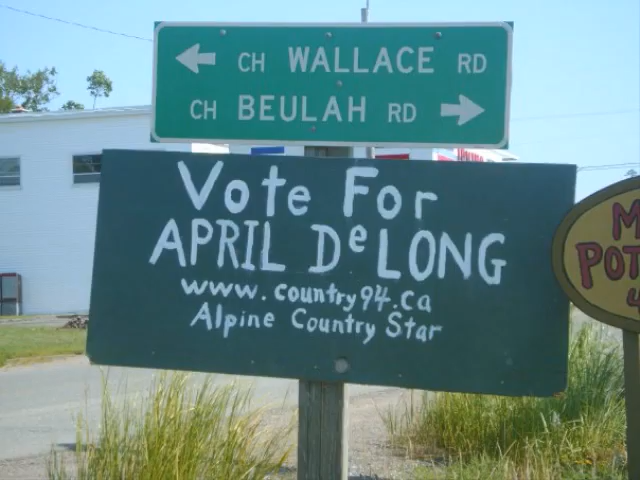 CH WALLACE RD
CH BEULAH RD
Vote For
APRIL DeLONG
www.country94.ca
Alpine Country Star